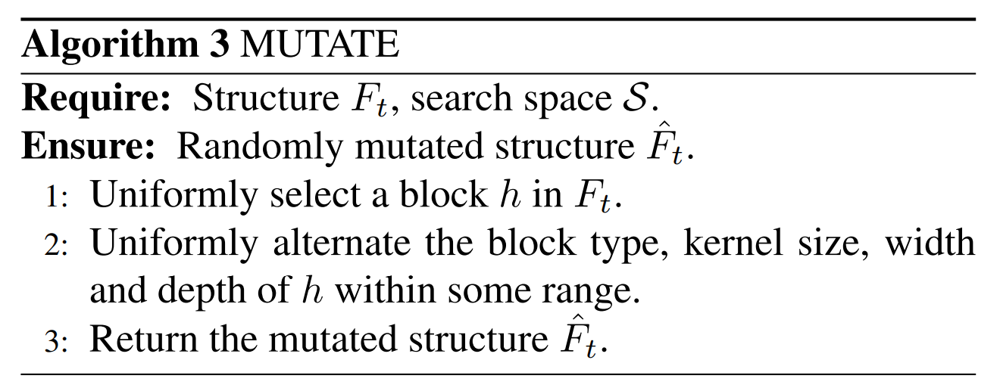 Algorithm 3 MUTATE
Require: Structure $F_t$, search space $\mathcal{S}$.
Ensure: Randomly mutated structure $\hat{F}_t$.
1: Uniformly select a block $h$ in $F_t$.
2: Uniformly alternate the block type, kernel size, width
and depth of $h$ within some range.
3: Return the mutated structure $\hat{F}_t$.